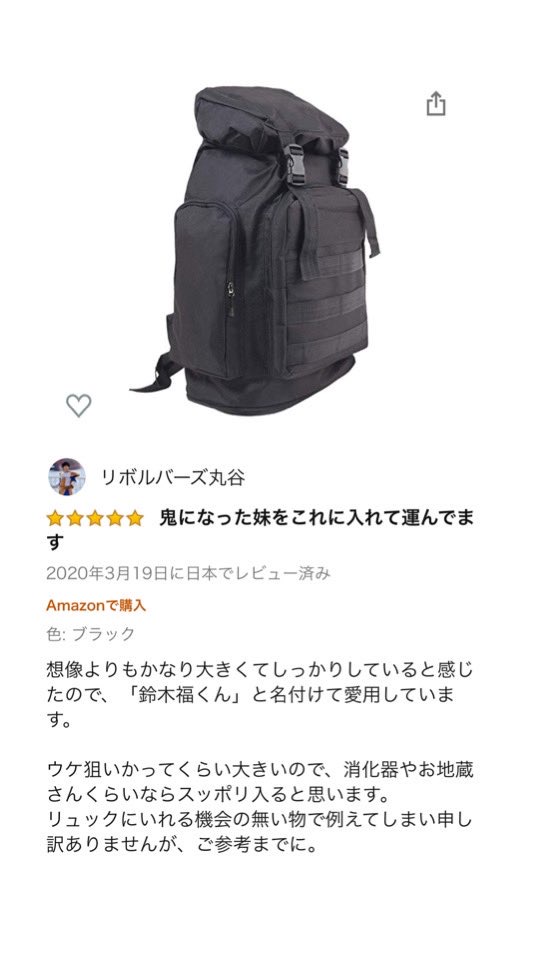 リボルバーズ丸谷
鬼になった妹をこれに入れて運んでま
す
2020年3月19日に日本でレビュー済み
Amazonで購入
色: ブラック
想像よりもかなり大きくてしっかりしていると感じ
たので、「鈴木福くん」と名付けて愛用していま
す。
ウケ狙いかってくらい大きいので、消化器やお地蔵
さんくらいならスッポリ入ると思います。
リュックにいれる機会の無い物で例えてしまい申し
訳ありませんが、ご参考までに。